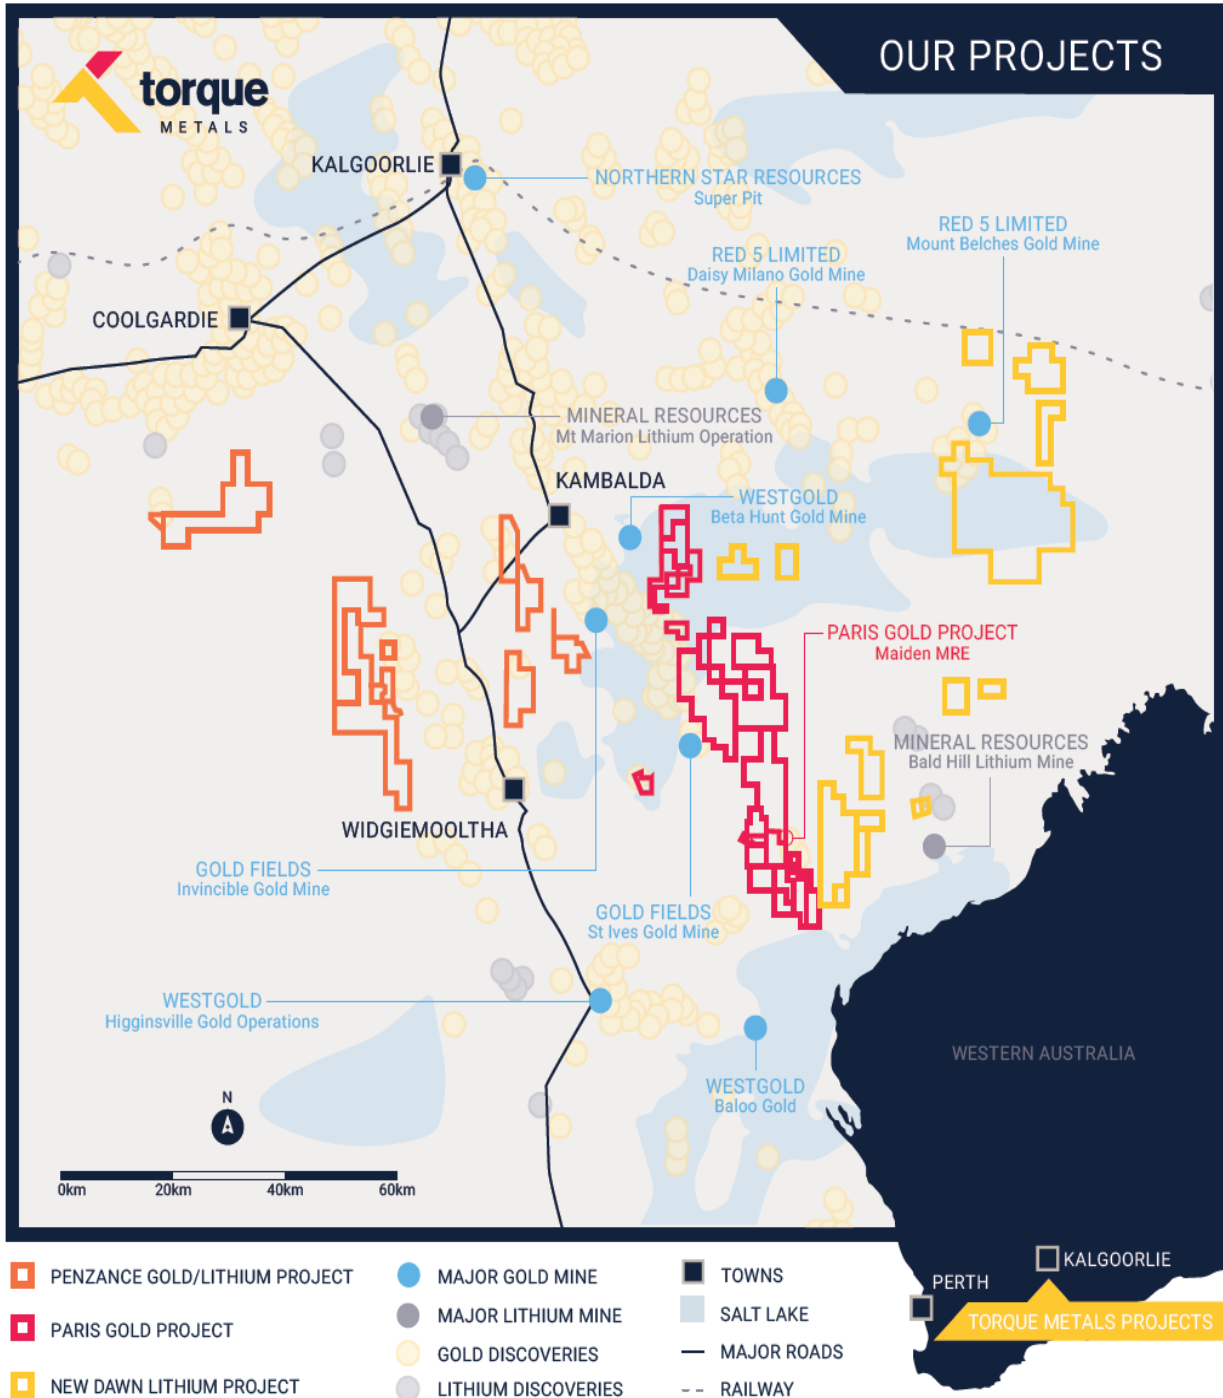 OUR PROJECTS
torque
METALS
KALGOORLIE
NORTHERN STAR RESOURCES
Super Pit
RED 5 LIMITED
Mount Belches Gold Mine
RED 5 LIMITED
Daisy Milano Gold Mine
COOLGARDIE
MINERAL RESOURCES
Mt Marion Lithium Operation
KAMBALDA
WESTGOLD
Beta Hunt Gold Mine
PARIS GOLD PROJECT
Maiden MRE
MINERAL RESOURCES
Bald Hill Lithium Mine
WIDGIEMOOLTHA
GOLD FIELDS
Invincible Gold Mine
GOLD FIELDS
St Ives Gold Mine
WESTGOLD
Higginsville Gold Operations
WESTERN AUSTRALIA
WESTGOLD
Baloo Gold
N
0km 20km 40km 60km
PENZANCE GOLD/LITHIUM PROJECT
PARIS GOLD PROJECT
NEW DAWN LITHIUM PROJECT
MAJOR GOLD MINE
MAJOR LITHIUM MINE
GOLD DISCOVERIES
LITHIUM DISCOVERIES
TOWNS
SALT LAKE
MAJOR ROADS
RAILWAY
KALGOORLIE
PERTH
TORQUE METALS PROJECTS